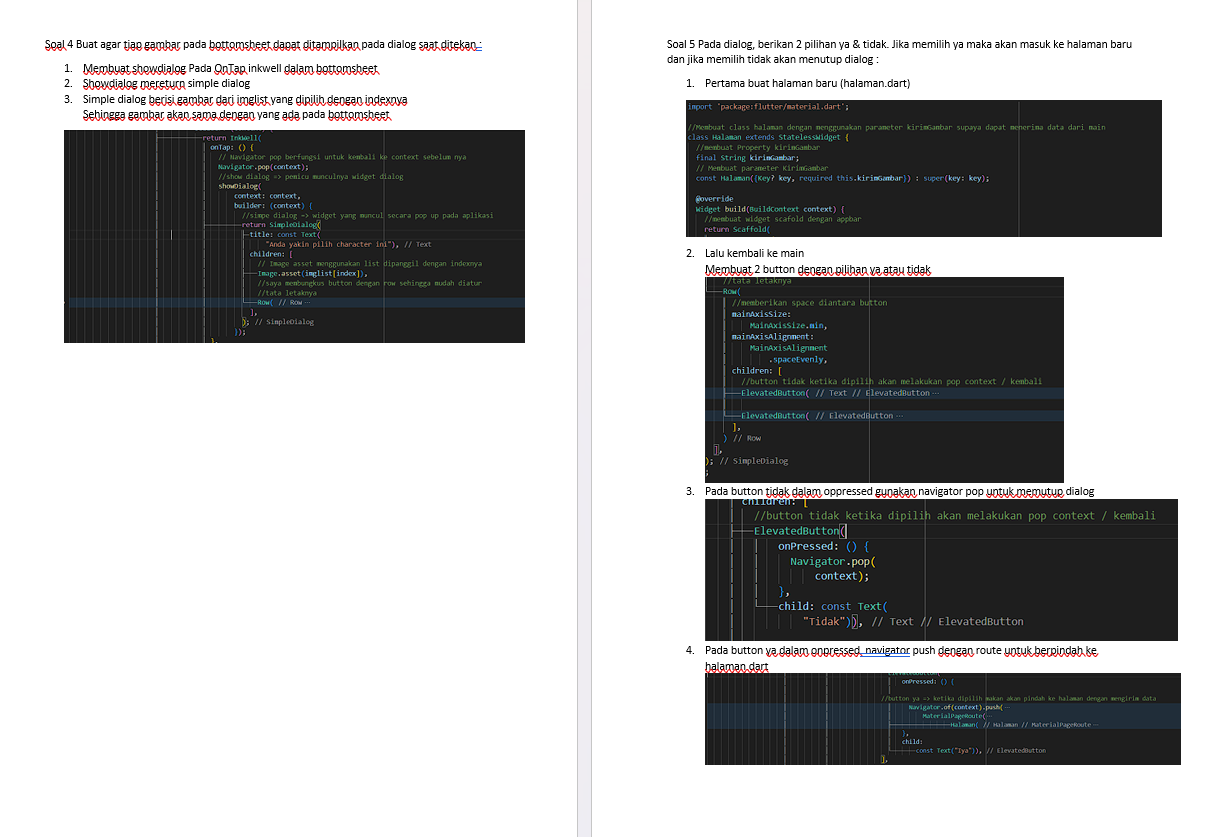 Soal 4 Buat agar tiap gambar pada bottomsheet dapat ditampilkan pada dialog saat ditekan :
1. Membuat showdialog Pada OnTap inkwell dalam bottomsheet
2. Showdialog mereturn simple dialog
3. Simple dialog berisi gambar dari imglist yang dipilih dengan indexnya
Sehingga gambar akan sama dengan yang ada pada bottomsheet
return InkWell(
onTap: () {
// Navigator pop berfungsi untuk kembali ke context sebelum nya
Navigator.pop(context);
//show dialog => pemicu munculnya widget dialog
showDialog(
context: context,
builder: (context) {
//simpe dialog -> widget yang muncul secara pop up pada aplikasi
return SimpleDialog(
title: const Text(
"Anda yakin pilih character ini"), // Text
children: [
// Image asset menggunakan list dipanggil dengan indexnya
Image.asset(imglist[index]),
//saya membungkus button dengan row sehingga mudah diatur
//tata letaknya
Row( // Row ...
],
); // SimpleDialog
});
},
Soal 5 Pada dialog, berikan 2 pilihan ya & tidak. Jika memilih ya maka akan masuk ke halaman baru
dan jika memilih tidak akan menutup dialog :
1. Pertama buat halaman baru (halaman.dart)
import 'package:flutter/material.dart';
//Membuat class halaman dengan menggunakan parameter kirimGambar supaya dapat menerima data dari main
class Halaman extends StatelessWidget {
//membuat Property kirimGambar
final String kirimGambar;
// Membuat parameter KirimGambar
const Halaman({Key? key, required this.kirimGambar}) : super(key: key);
@override
Widget build(BuildContext context) {
//membuat widget scafold dengan appbar
return Scaffold(
2. Lalu kembali ke main
Membuat 2 button dengan pilihan ya atau tidak
//tata letaknya
Row(
//memberikan space diantara button
mainAxisSize:
MainAxisSize.min,
mainAxisAlignment:
MainAxisAlignment
.spaceEvenly,
children: [
//button tidak ketika dipilih akan melakukan pop context / kembali
ElevatedButton( // Text // ElevatedButton ...
ElevatedButton( // ElevatedButton ...
],
) // Row
],
); // SimpleDialog
;
3. Pada button tidak dalam oppressed gunakan navigator pop untuk memutup dialog
children: [
//button tidak ketika dipilih akan melakukan pop context / kembali
ElevatedButton(
onPressed: () {
Navigator.pop(
context);
},
child: const Text(
"Tidak")), // Text // ElevatedButton
4. Pada button ya dalam onpressed, navigator push dengan route untuk berpindah ke
halaman.dart
ElevatedButton(
onPressed: () {
//button ya -> ketika dipilih makan akan pindah ke halaman dengan mengirim data
Navigator.of(context).push( ...
MaterialPageRoute( ...
Halaman( // Halaman // MaterialPageRoute ...
},
child:
const Text("Iya")), // ElevatedButton
],